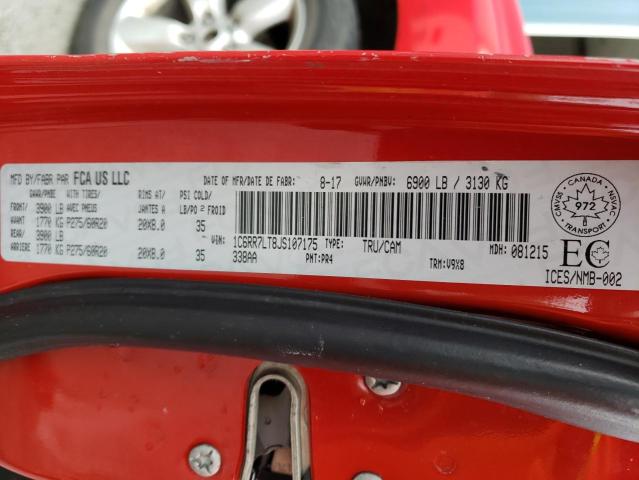 MFD BY/FABR PAR FCA US LLC DATE OF MFR/DATE DE FABR: 8-17 GVWR/PNBV: 6900 LB / 3130 KG
GAWR/PNBE WITH TIRES/ RIMS AT/ PSI COLD/
FRONT/ 3900 LB AVEC PNEUS JANTES A LB/PO 2 FROID
AVANT 1770 KG P275/60R20 20X8.0 35
REAR/ 3900 LB
ARRIERE 1770 KG P275/60R20 20X8.0 35
VIN: 1C6RR7LT8JS107175 TYPE: TRU/CAM MDH: 081215
338AA PNT: PR4 TRM: V9X8
CANADA
CMVSS 972 NSVAC
EC
ICES/NMB-002